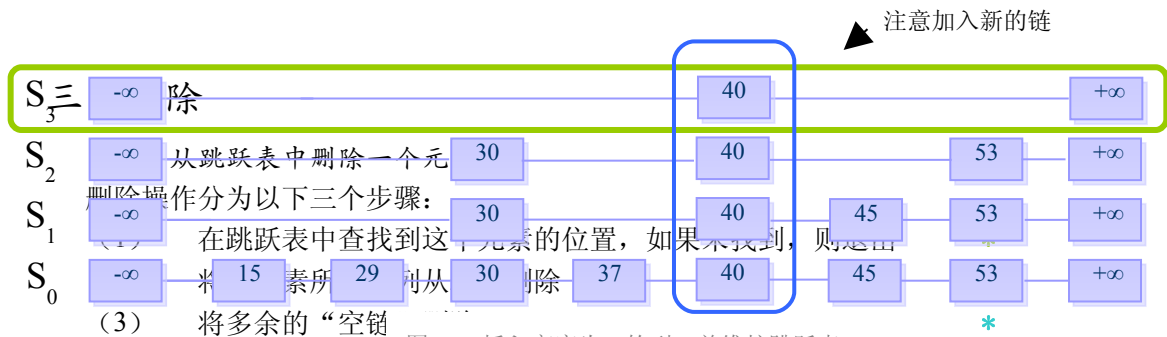 注意加入新的链
S3 三 -∞ 除 40 +∞
S2 -∞ 从跳跃表中删除一个元 30 40 53 +∞
删除操作分为以下三个步骤：
S1 -∞ 30 40 45 53 +∞
在跳跃表中查找到这个元素的位置，如果未找到，则退出 *
S0 -∞ 15 29 30 37 40 45 53 +∞
将 素所 列从 删除
（3） 将多余的“空链 *